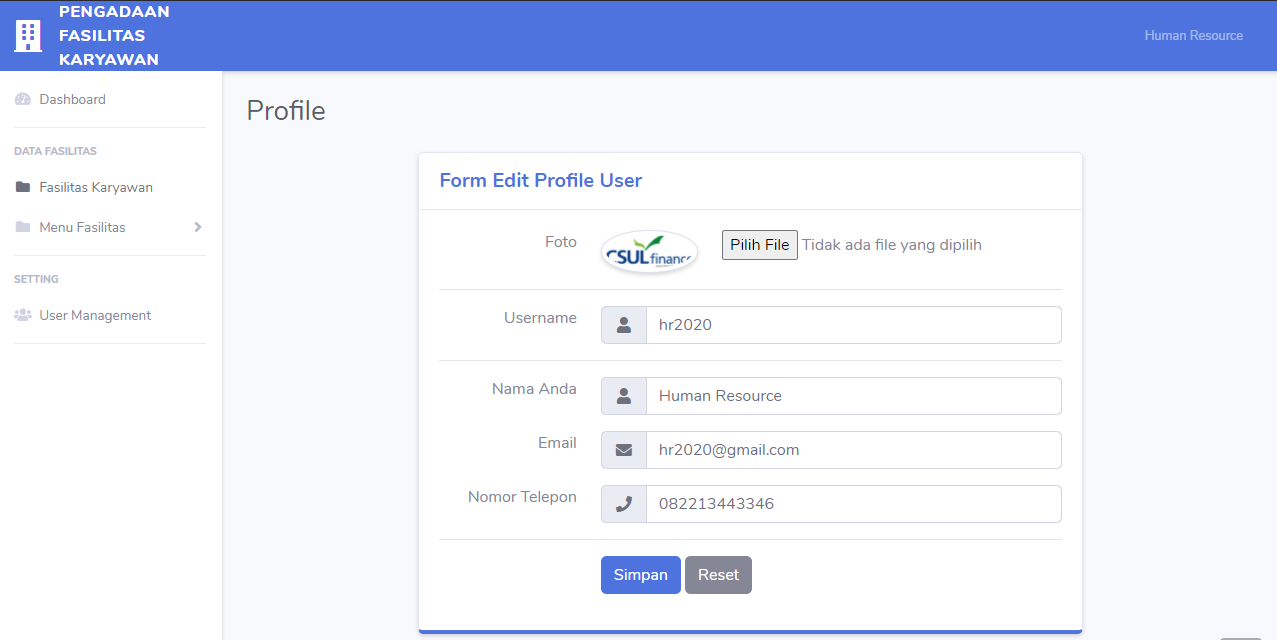 PENGADAAN
FASILITAS
KARYAWAN
Human Resource
Dashboard
DATA FASILITAS
Fasilitas Karyawan
Menu Fasilitas
SETTING
User Management
Profile
Form Edit Profile User
Foto
CSULfinance
Pilih File Tidak ada file yang dipilih
Username
hr2020
Nama Anda
Human Resource
Email
hr2020@gmail.com
Nomor Telepon
082213443346
Simpan Reset